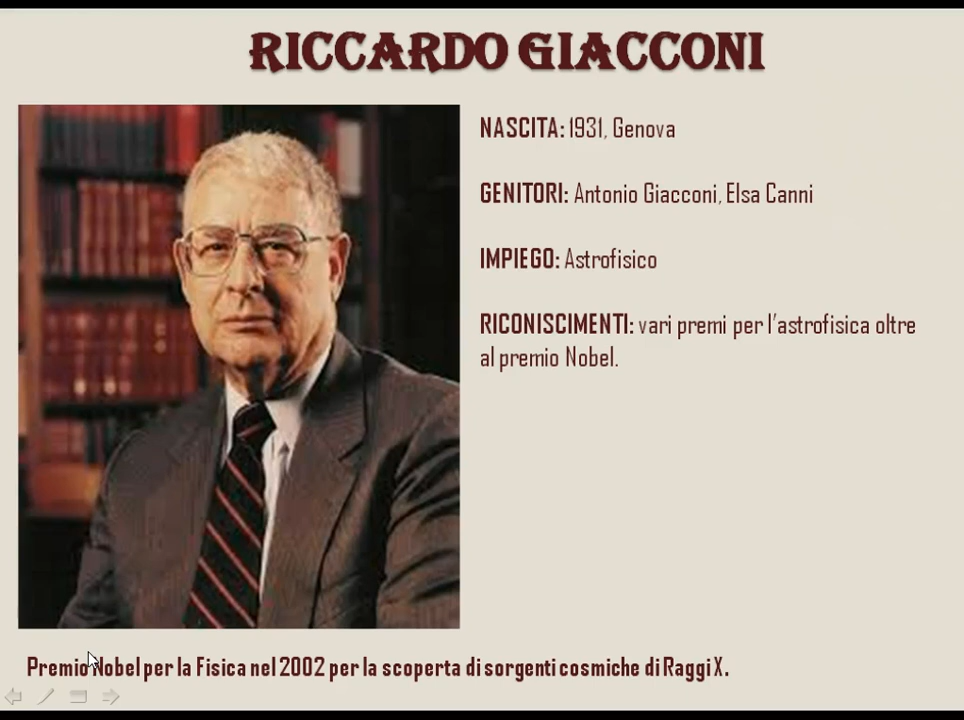 RICCARDO GIACCONI
NASCITA: 1931, Genova
GENITORI: Antonio Giacconi, Elsa Canni
IMPIEGO: Astrofisico
RICONISCIMENTI: vari premi per l'astrofisica oltre
al premio Nobel.
Premio Nobel per la Fisica nel 2002 per la scoperta di sorgenti cosmiche di Raggi X.